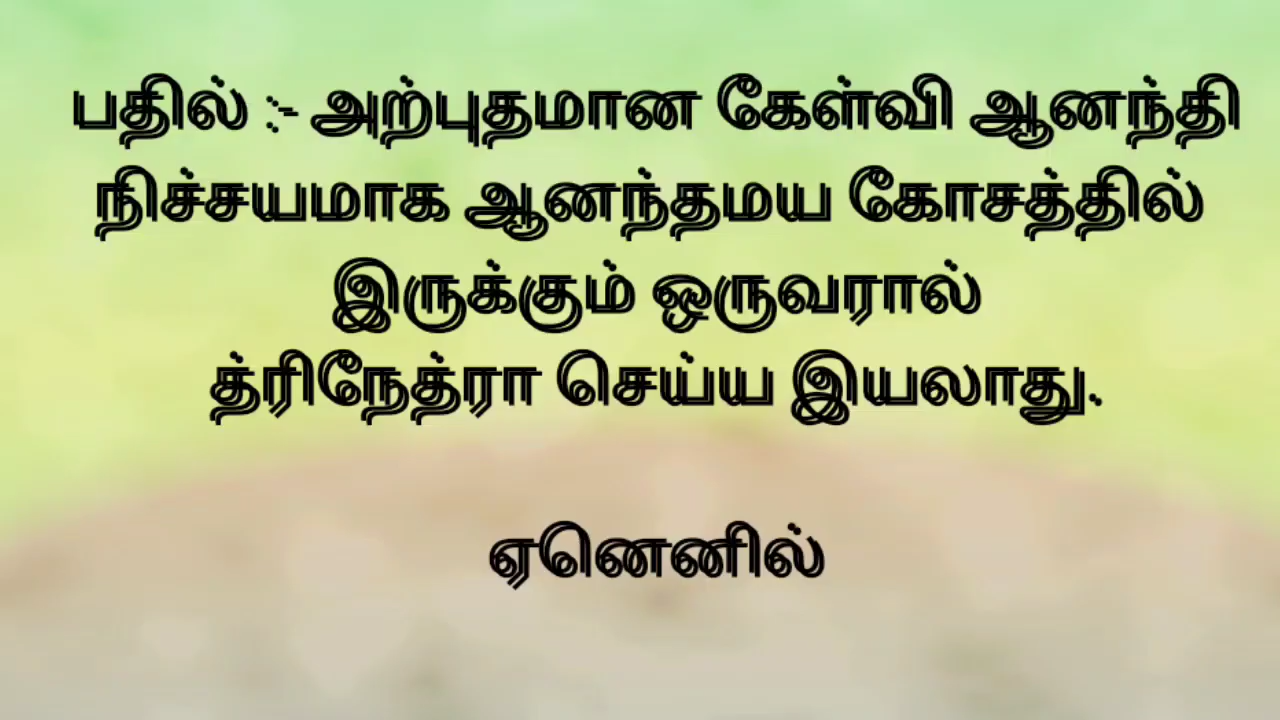 பதில் :- அற்புதமான கேள்வி ஆனந்தி
நிச்சயமாக ஆனந்தமய கோசத்தில்
இருக்கும் ஒருவரால்
த்ரிநேத்ரா செய்ய இயலாது.
ஏனெனில்